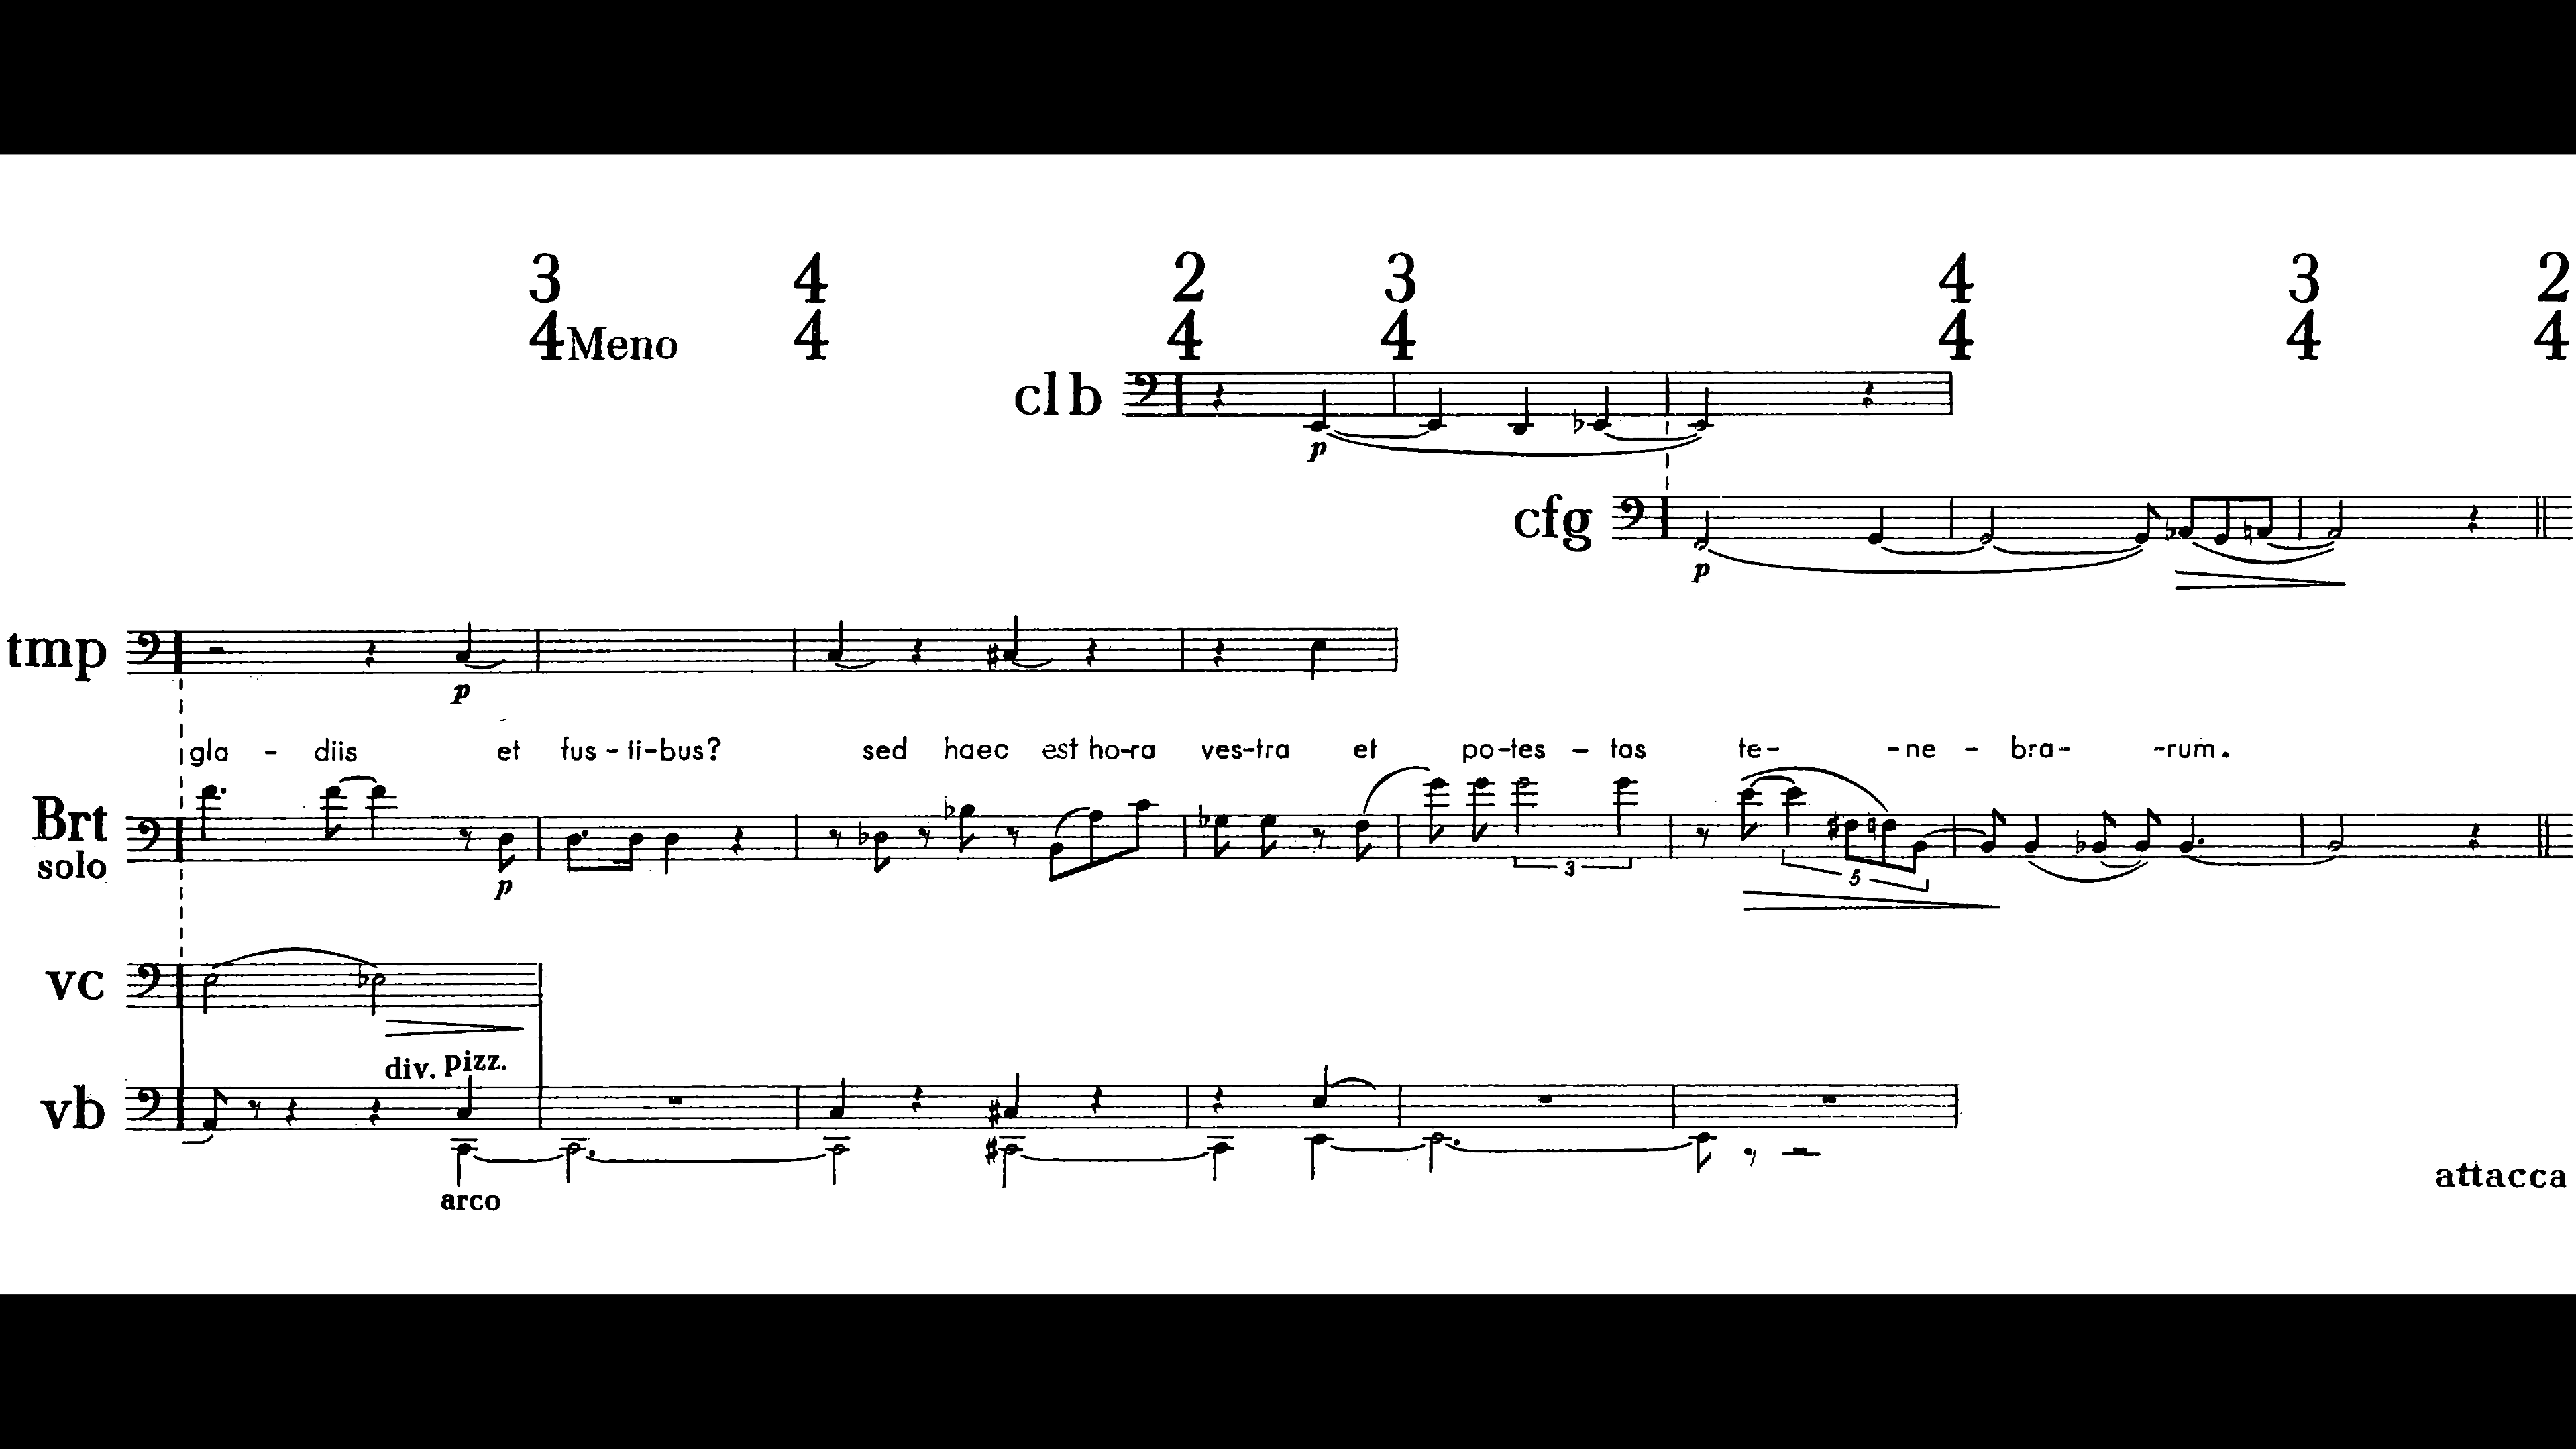 3 4 2 3 4 3 2
4 Meno 4 4 4 4 4 4
cl b
p
cfg
p
tmp
p
gla - diis et fus - ti - bus? sed haec est ho - ra ves - tra et po - tes - tas te - - ne - bra - - rum.
Brt
solo
p
3
5
vc
div. pizz.
vb
arco
attacca